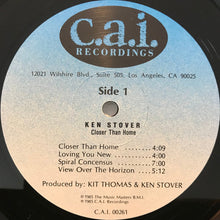 c.a.i.
RECORDINGS
12021 Wilshire Blvd., Suite 505, Los Angeles, CA 90025
Side 1
KEN STOVER
Closer Than Home
Closer Than Home .......... 4:09
Loving You New .......... 4:00
Spiral Concensus .......... 7:00
View Over The Horizon .... 5:12
Produced by: KIT THOMAS & KEN STOVER
℗ 1985 The Music Matters B.M.I.
© 1985 C.A.I. Recordings
C.A.I. 00261